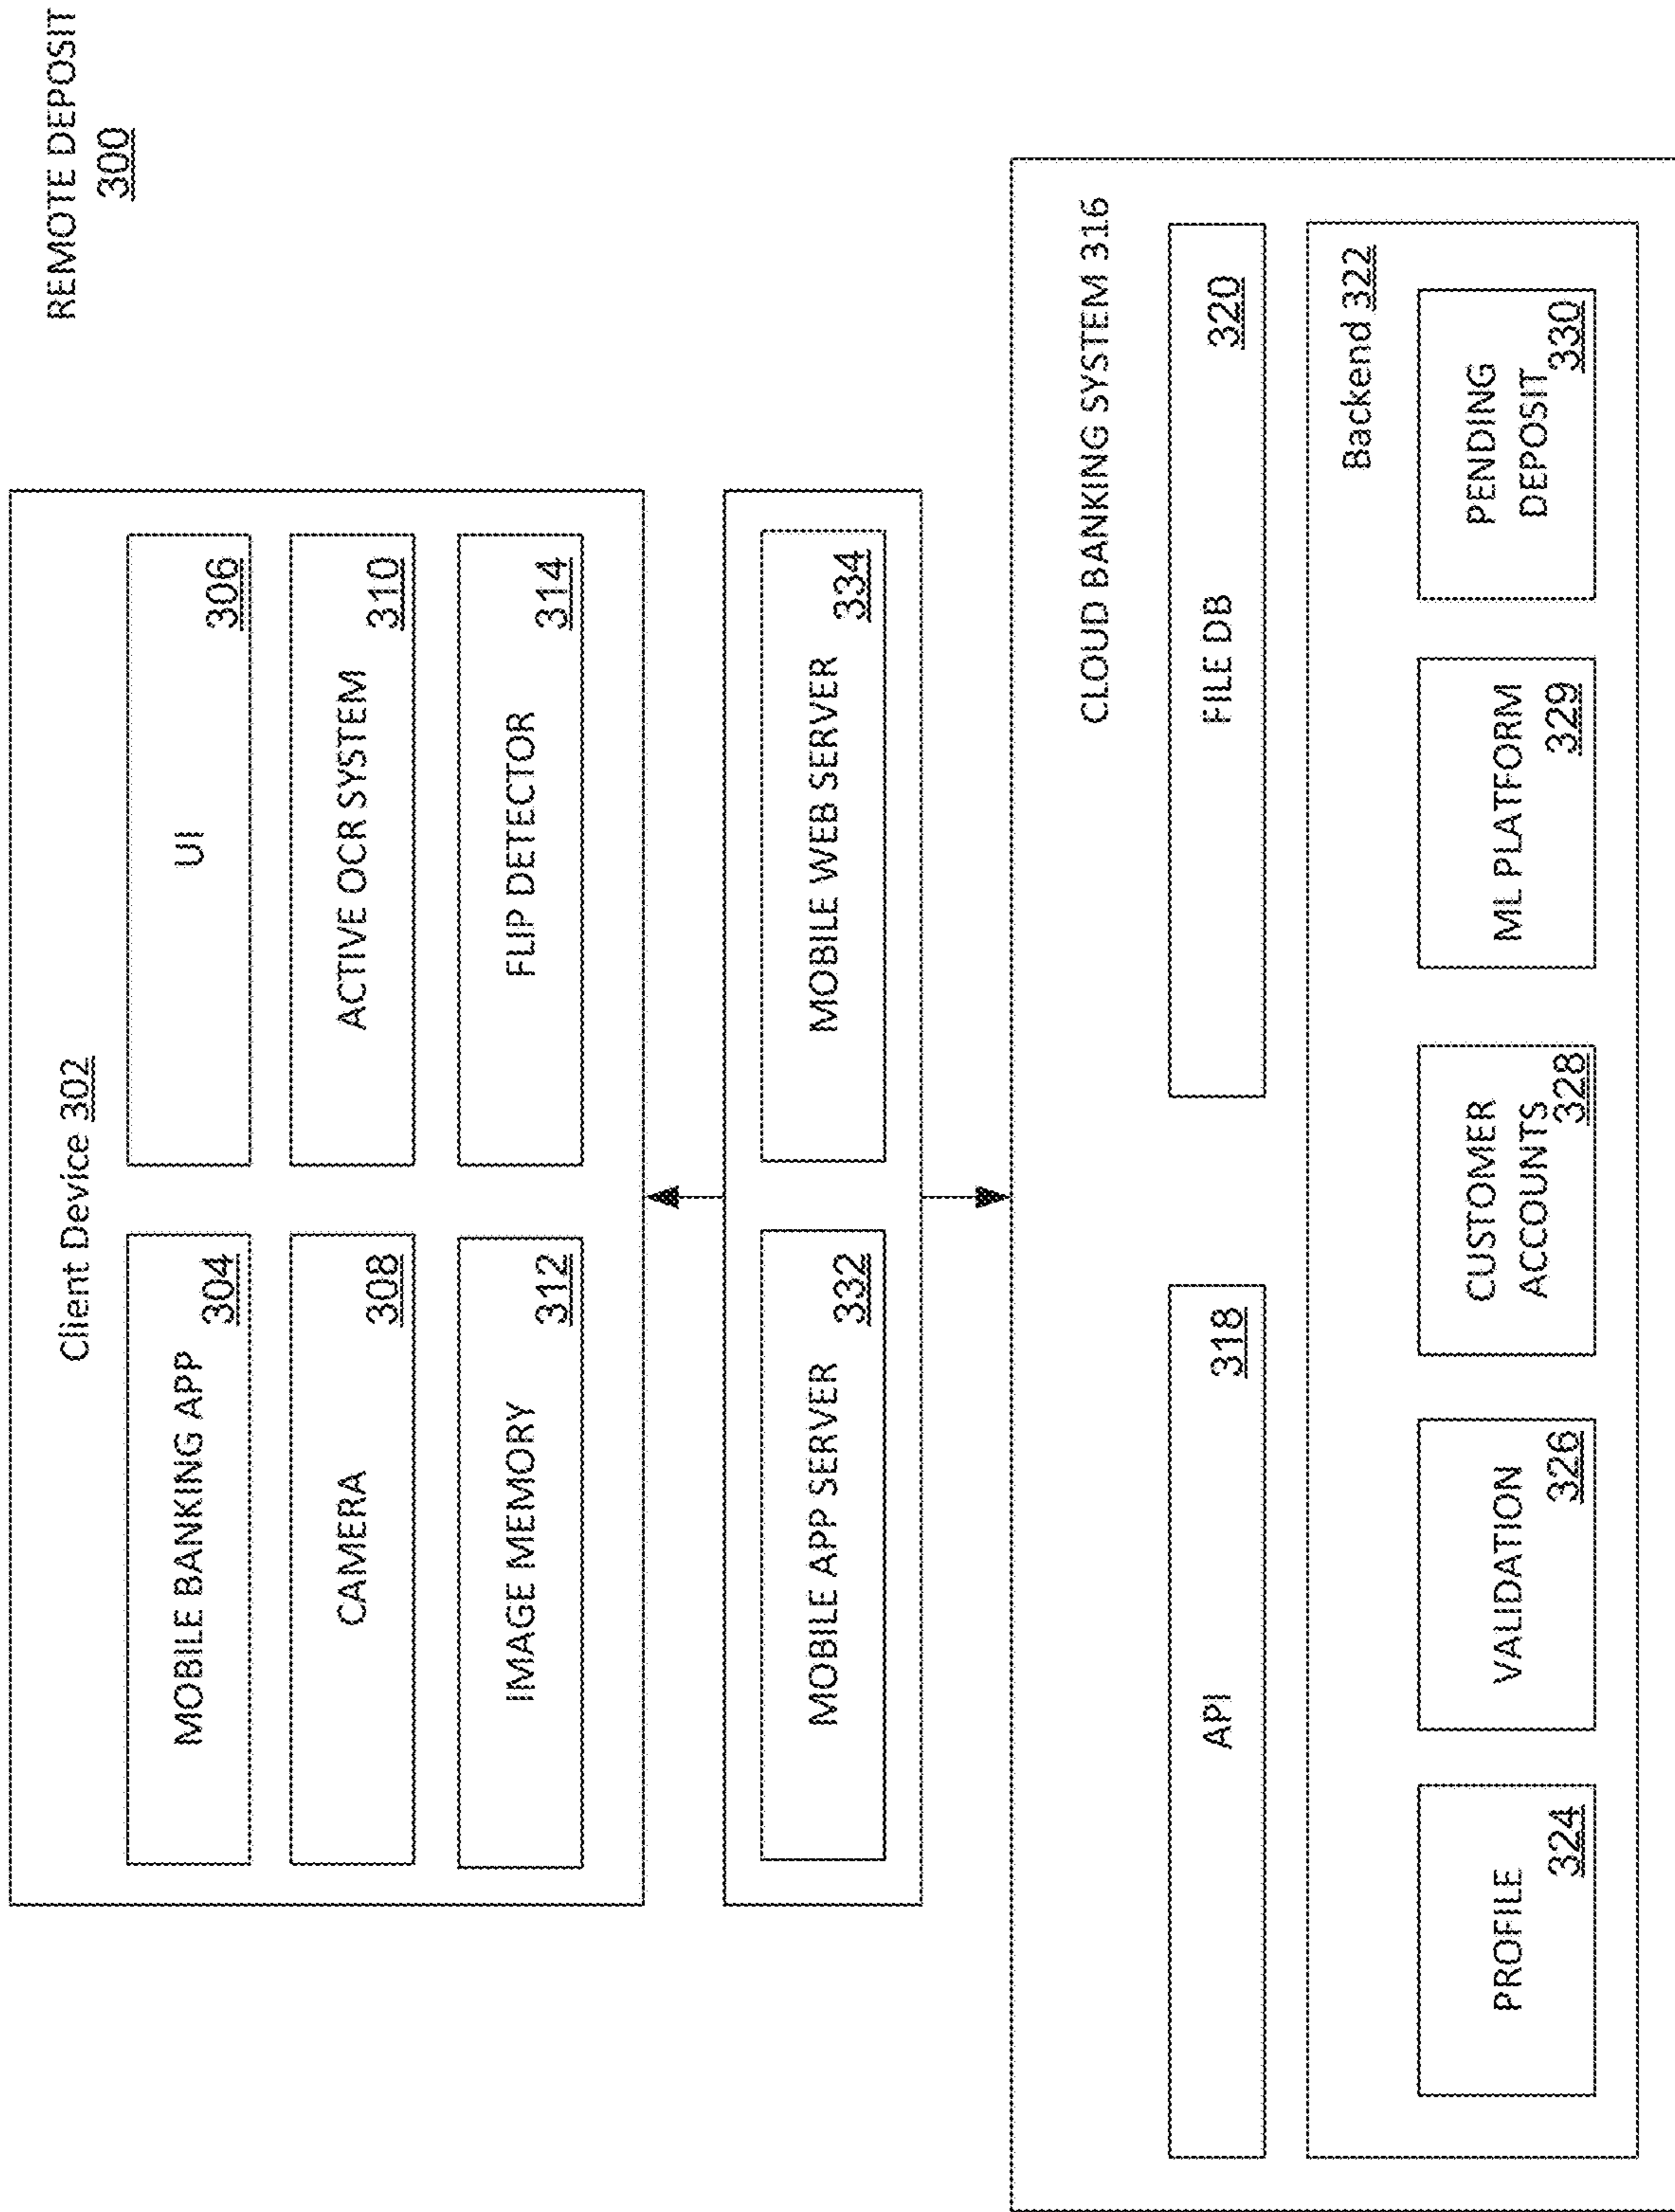 REMOTE DEPOSIT
300
Client Device 302
MOBILE BANKING APP
304
UI
306
CAMERA
308
ACTIVE OCR SYSTEM
310
IMAGE MEMORY
312
FLIP DETECTOR
314
MOBILE APP SERVER
332
MOBILE WEB SERVER
334
CLOUD BANKING SYSTEM 316
API
318
FILE DB
320
Backend 322
PROFILE
324
VALIDATION
326
CUSTOMER
ACCOUNTS
328
ML PLATFORM
329
PENDING
DEPOSIT
330